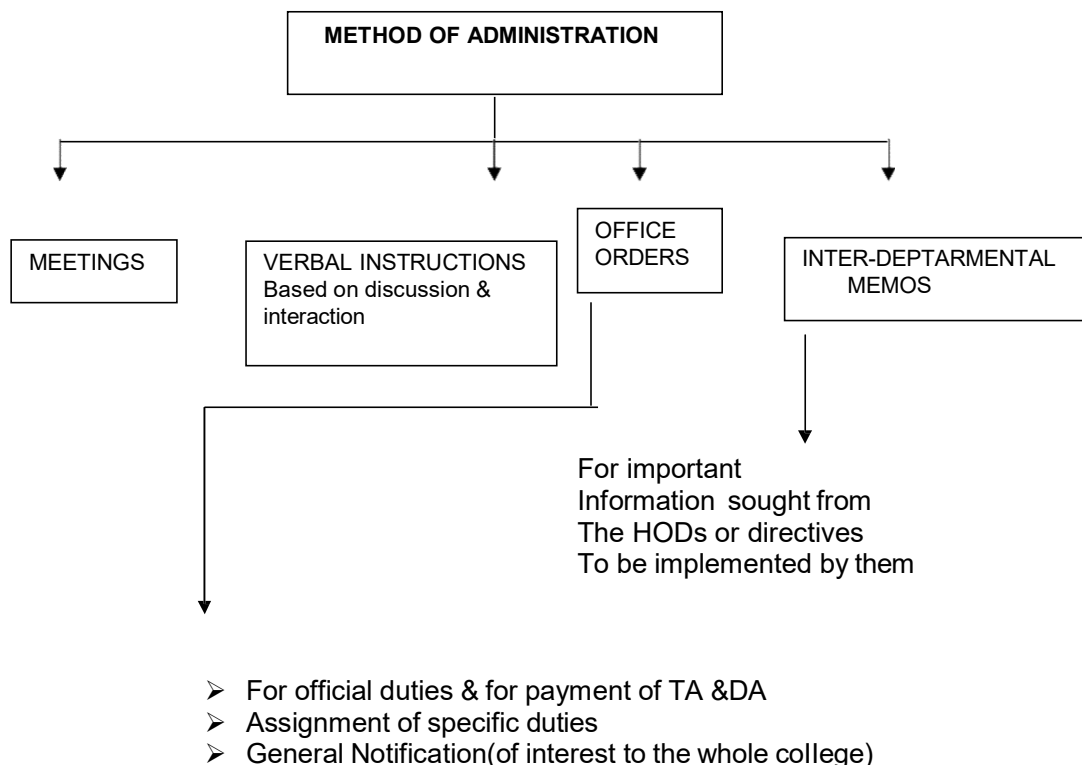 METHOD OF ADMINISTRATION
MEETINGS
VERBAL INSTRUCTIONS
Based on discussion &
interaction
OFFICE
ORDERS
INTER-DEPTARMENTAL
MEMOS
For important
Information sought from
The HODs or directives
To be implemented by them
➢ For official duties & for payment of TA &DA
➢ Assignment of specific duties
➢ General Notification(of interest to the whole college)